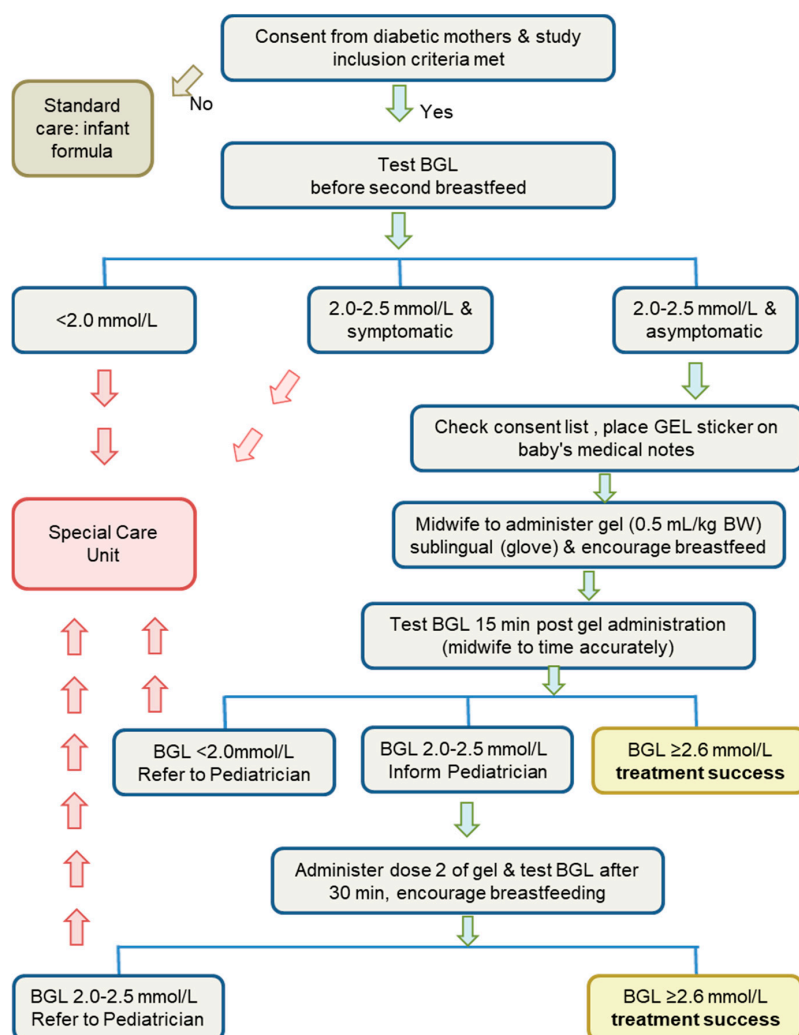 Consent from diabetic mothers & study
inclusion criteria met
No
Yes
Standard
care: infant
formula
Test BGL
before second breastfeed
<2.0 mmol/L
2.0-2.5 mmol/L &
symptomatic
2.0-2.5 mmol/L &
asymptomatic
Check consent list , place GEL sticker on
baby's medical notes
Midwife to administer gel (0.5 mL/kg BW)
sublingual (glove) & encourage breastfeed
Special Care
Unit
Test BGL 15 min post gel administration
(midwife to time accurately)
BGL <2.0mmol/L
Refer to Pediatrician
BGL 2.0-2.5 mmol/L
Inform Pediatrician
BGL ≥2.6 mmol/L
treatment success
Administer dose 2 of gel & test BGL after
30 min, encourage breastfeeding
BGL 2.0-2.5 mmol/L
Refer to Pediatrician
BGL ≥2.6 mmol/L
treatment success